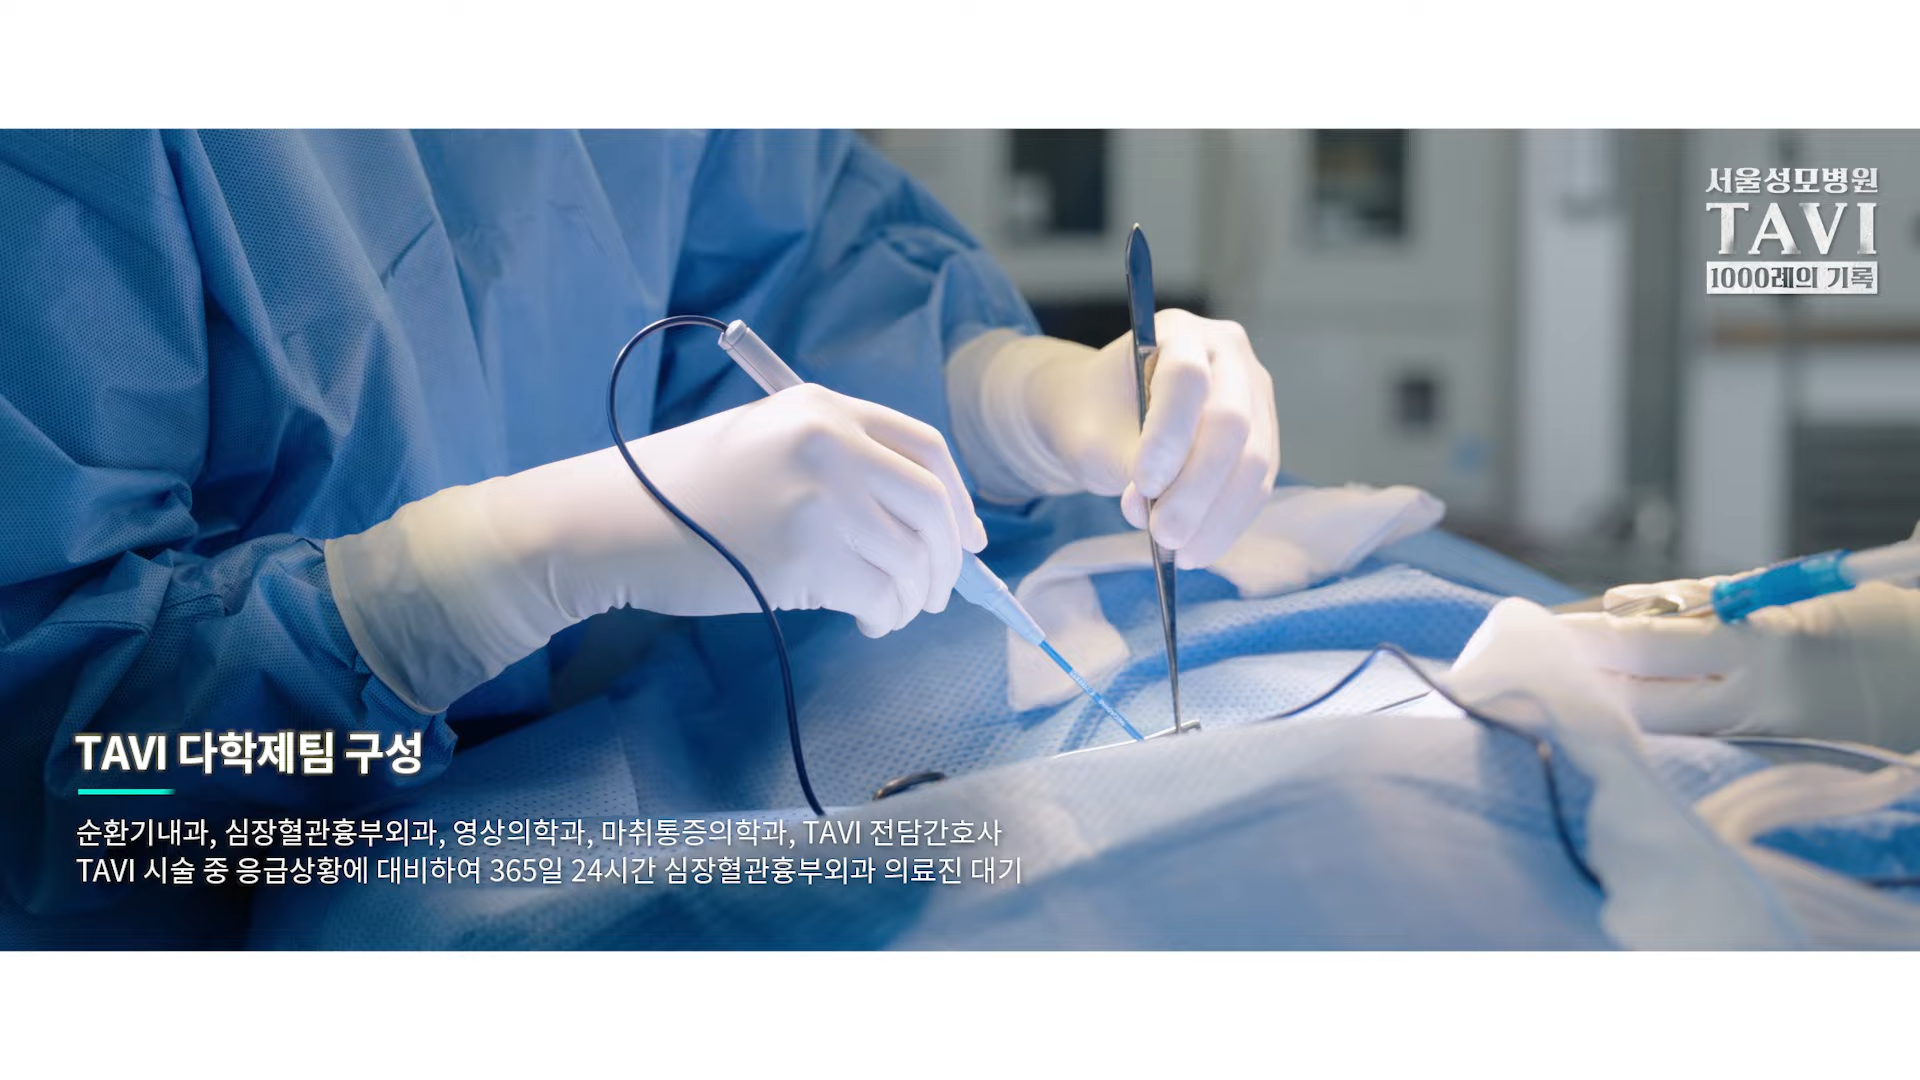 서울성모병원
TAVI
1000례의 기록
TAVI 다학제팀 구성
순환기내과, 심장혈관흉부외과, 영상의학과, 마취통증의학과, TAVI 전담간호사
TAVI 시술 중 응급상황에 대비하여 365일 24시간 심장혈관흉부외과 의료진 대기